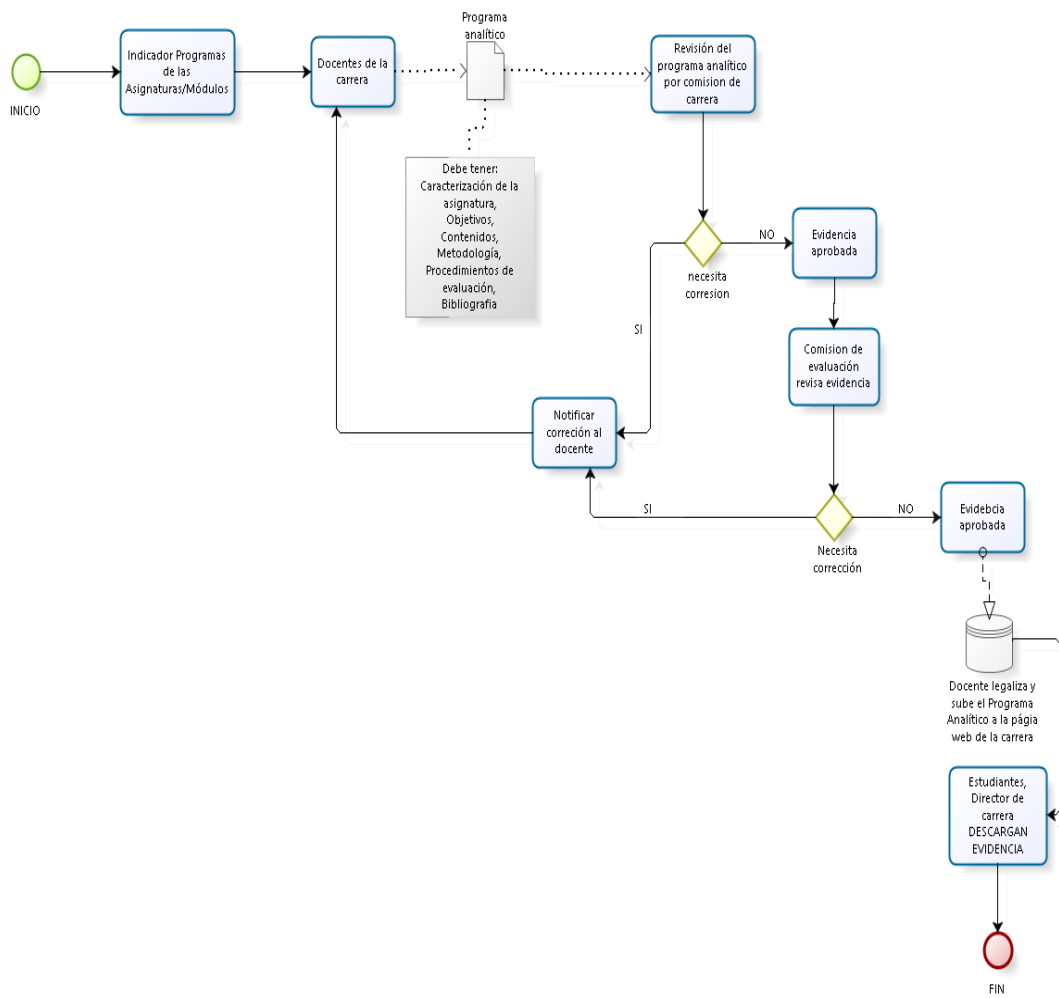 INICIO
Indicador Programas
de las
Asignaturas/Módulos
Docentes de la
carrera
Programa
analítico
Revisión del
programa analítico
por comision de
carrera
Debe tener:
Caracterización de la
asignatura,
Objetivos,
Contenidos,
Metodología,
Procedimientos de
evaluación,
Bibliografia
necesita
corresion
NO
SI
Evidencia
aprobada
Comision de
evaluación
revisa evidencia
Notificar
correción al
docente
SI
Necesita
corrección
NO
Evidebcia
aprobada
Docente legaliza y
sube el Programa
Analítico a la págia
web de la carrera
Estudiantes,
Director de
carrera
DESCARGAN
EVIDENCIA
FIN